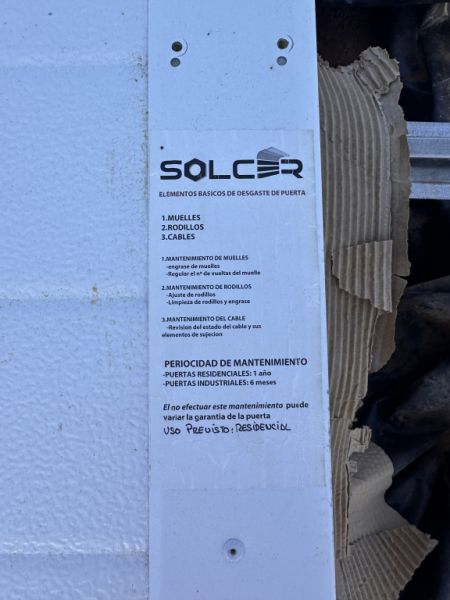 SOLCER
ELEMENTOS BASICOS DE DESGASTE DE PUERTA
1.MUELLES
2.RODILLOS
3.CABLES
1.MANTENIMIENTO DE MUELLES
-engrase de muelles
-Regular el nº de vueltas del muelle
2.MANTENIMIENTO DE RODILLOS
-Ajuste de rodillos
-Limpieza de rodillos y engrase
3.MANTENIMIENTO DEL CABLE
-Revision del estado del cable y sus
elementos de sujecion
PERIOCIDAD DE MANTENIMIENTO
-PUERTAS RESIDENCIALES: 1 año
-PUERTAS INDUSTRIALES: 6 meses
El no efectuar este mantenimiento puede
variar la garantia de la puerta
USO PREVISTO: RESIDENCIAL